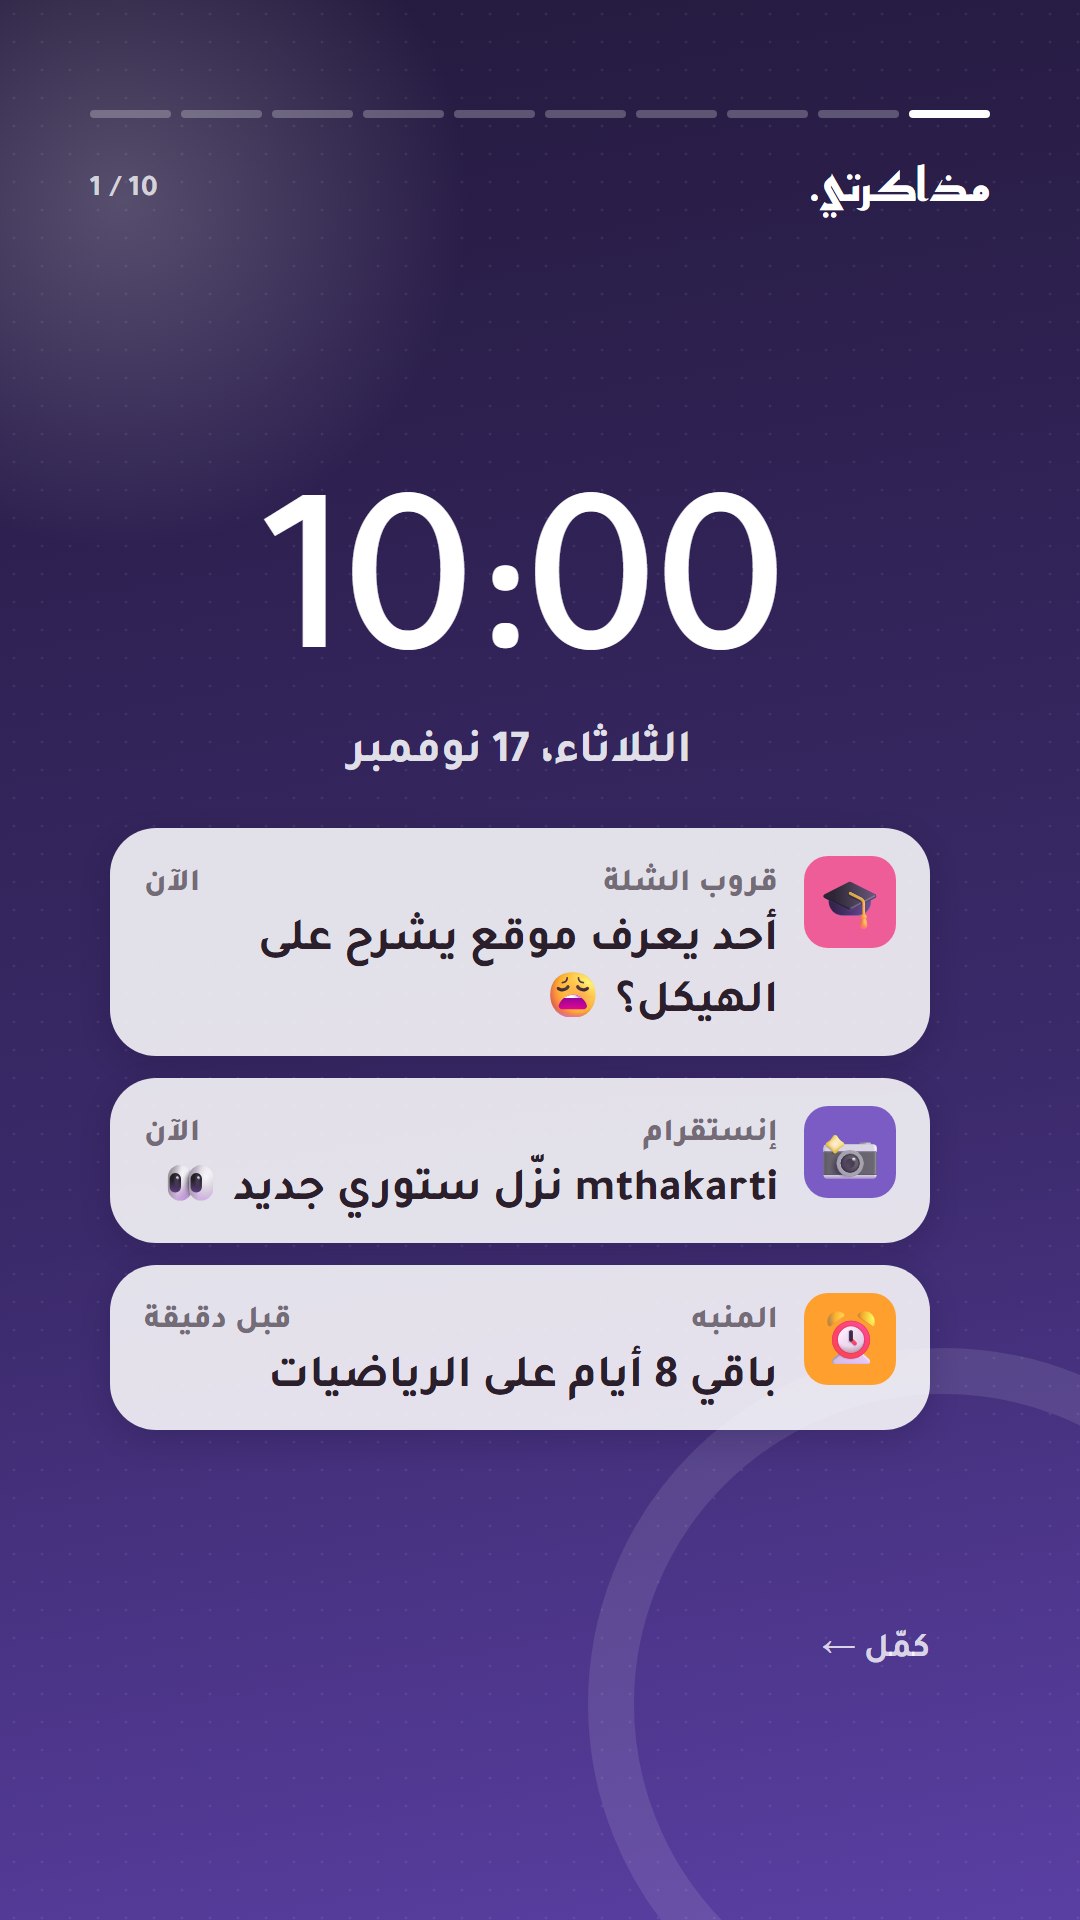 مذاكرتي.
1 / 10
10:00
الثلاثاء، 17 نوفمبر
قروب الشلة
الآن
أحد يعرف موقع يشرح على
الهيكل؟ 😩
إنستقرام
الآن
mthakarti نزّل ستوري جديد 👀
المنبه
قبل دقيقة
باقي 8 أيام على الرياضيات
كمّل ←